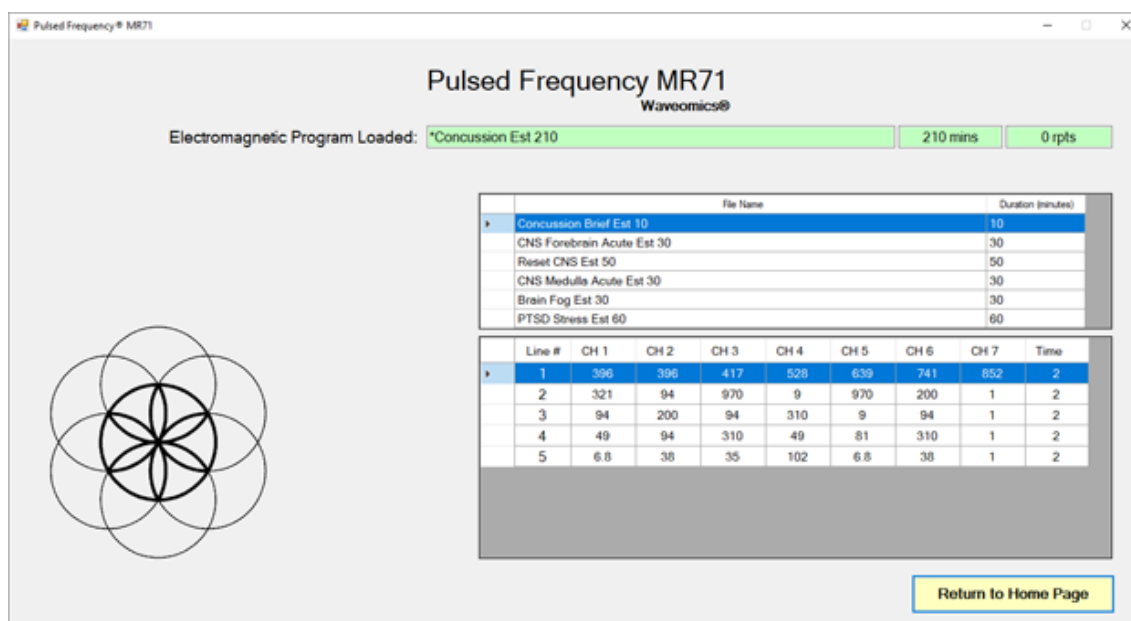 Pulsed Frequency® MR71
Pulsed Frequency MR71
Waveomics®
Electromagnetic Program Loaded: *Concussion Est 210 210 mins 0 rpts
File Name Duration (minutes)
Concussion Brief Est 10 10
CNS Forebrain Acute Est 30 30
Reset CNS Est 50 50
CNS Medulla Acute Est 30 30
Brain Fog Est 30 30
PTSD Stress Est 60 60
Line # CH 1 CH 2 CH 3 CH 4 CH 5 CH 6 CH 7 Time
1 396 396 417 528 639 741 852 2
2 321 94 970 9 970 200 1 2
3 94 200 94 310 9 94 1 2
4 49 94 310 49 81 310 1 2
5 6.8 38 35 102 6.8 38 1 2
Return to Home Page